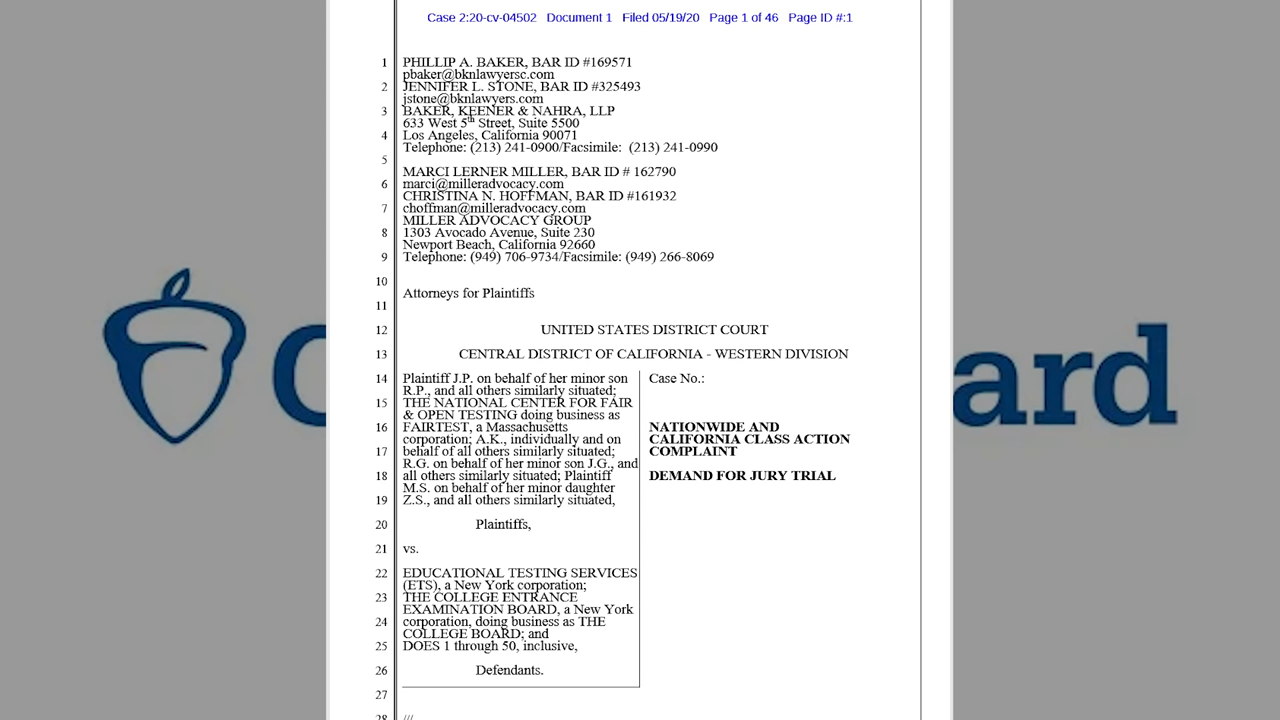 Case 2:20-cv-04502 Document 1 Filed 05/19/20 Page 1 of 46 Page ID #:1
1 PHILLIP A. BAKER, BAR ID #169571
pbaker@bknlawyersc.com
2 JENNIFER L. STONE, BAR ID #325493
jstone@bknlawyers.com
3 BAKER, KEENER & NAHRA, LLP
633 West 5th Street, Suite 5500
4 Los Angeles, California 90071
Telephone: (213) 241-0900/Facsimile: (213) 241-0990
5
MARCI LERNER MILLER, BAR ID # 162790
6 marci@milleradvocacy.com
CHRISTINA N. HOFFMAN, BAR ID #161932
7 choffman@milleradvocacy.com
MILLER ADVOCACY GROUP
8 1303 Avocado Avenue, Suite 230
Newport Beach, California 92660
9 Telephone: (949) 706-9734/Facsimile: (949) 266-8069
10
Attorneys for Plaintiffs
11
12 UNITED STATES DISTRICT COURT
13 CENTRAL DISTRICT OF CALIFORNIA - WESTERN DIVISION
14 Plaintiff J.P. on behalf of her minor son
R.P., and all others similarly situated;
15 THE NATIONAL CENTER FOR FAIR
& OPEN TESTING doing business as
16 FAIRTEST, a Massachusetts
corporation; A.K., individually and on
17 behalf of all others similarly situated;
R.G. on behalf of her minor son J.G., and
18 all others similarly situated; Plaintiff
M.S. on behalf of her minor daughter
19 Z.S., and all others similarly situated,
20 Plaintiffs,
21 vs.
22 EDUCATIONAL TESTING SERVICES
(ETS), a New York corporation;
23 THE COLLEGE ENTRANCE
EXAMINATION BOARD, a New York
24 corporation, doing business as THE
COLLEGE BOARD; and
25 DOES 1 through 50, inclusive,
26 Defendants.
27
28 ///
Case No.:
NATIONWIDE AND
CALIFORNIA CLASS ACTION
COMPLAINT
DEMAND FOR JURY TRIAL
C
ard